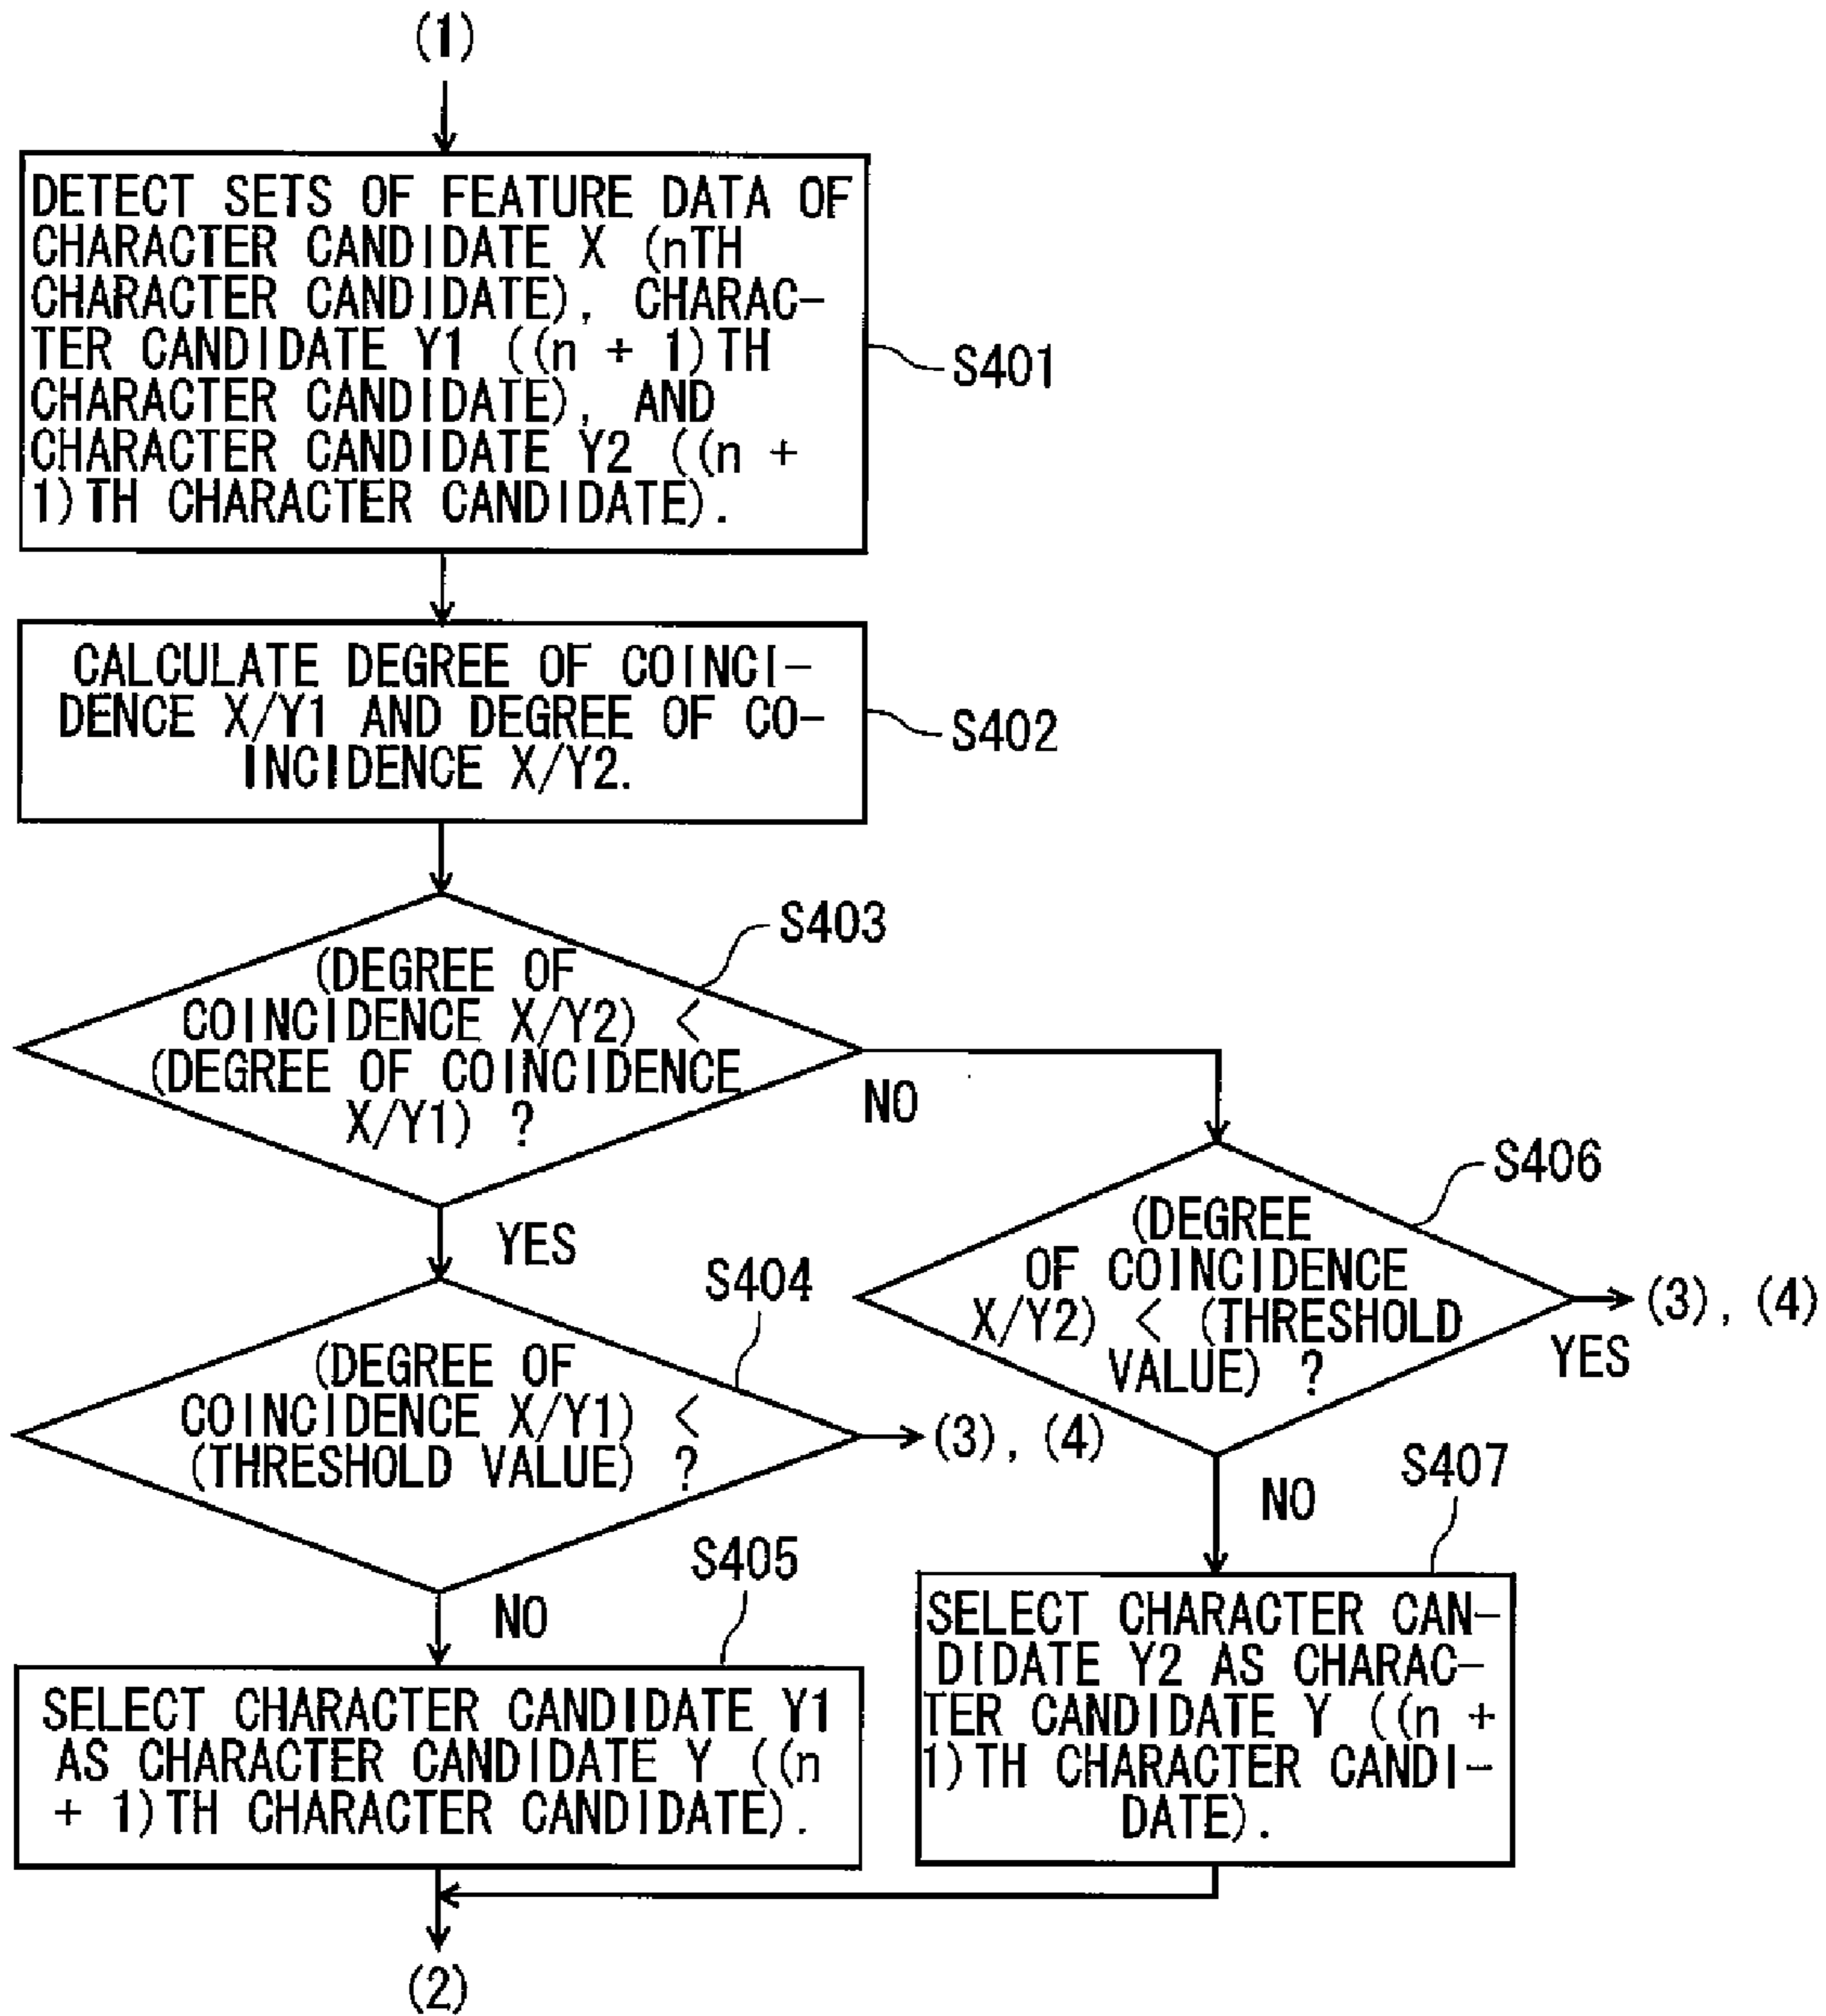 (1)
DETECT SETS OF FEATURE DATA OF
CHARACTER CANDIDATE X (nTH
CHARACTER CANDIDATE), CHARAC-
TER CANDIDATE Y1 ((n + 1)TH
CHARACTER CANDIDATE), AND
CHARACTER CANDIDATE Y2 ((n +
1)TH CHARACTER CANDIDATE).
S401
CALCULATE DEGREE OF COINCI-
DENCE X/Y1 AND DEGREE OF CO-
INCIDENCE X/Y2.
S402
S403
(DEGREE OF
COINCIDENCE X/Y2) <
(DEGREE OF COINCIDENCE
X/Y1) ?
NO
YES
S404
(DEGREE OF
COINCIDENCE X/Y1) <
(THRESHOLD VALUE) ?
(3), (4)
NO
S405
SELECT CHARACTER CANDIDATE Y1
AS CHARACTER CANDIDATE Y ((n
+ 1)TH CHARACTER CANDIDATE).
S406
(DEGREE
OF COINCIDENCE
X/Y2) < (THRESHOLD
VALUE) ?
(3), (4)
YES
NO
S407
SELECT CHARACTER CAN-
DIDATE Y2 AS CHARAC-
TER CANDIDATE Y ((n +
1)TH CHARACTER CANDI-
DATE).
(2)